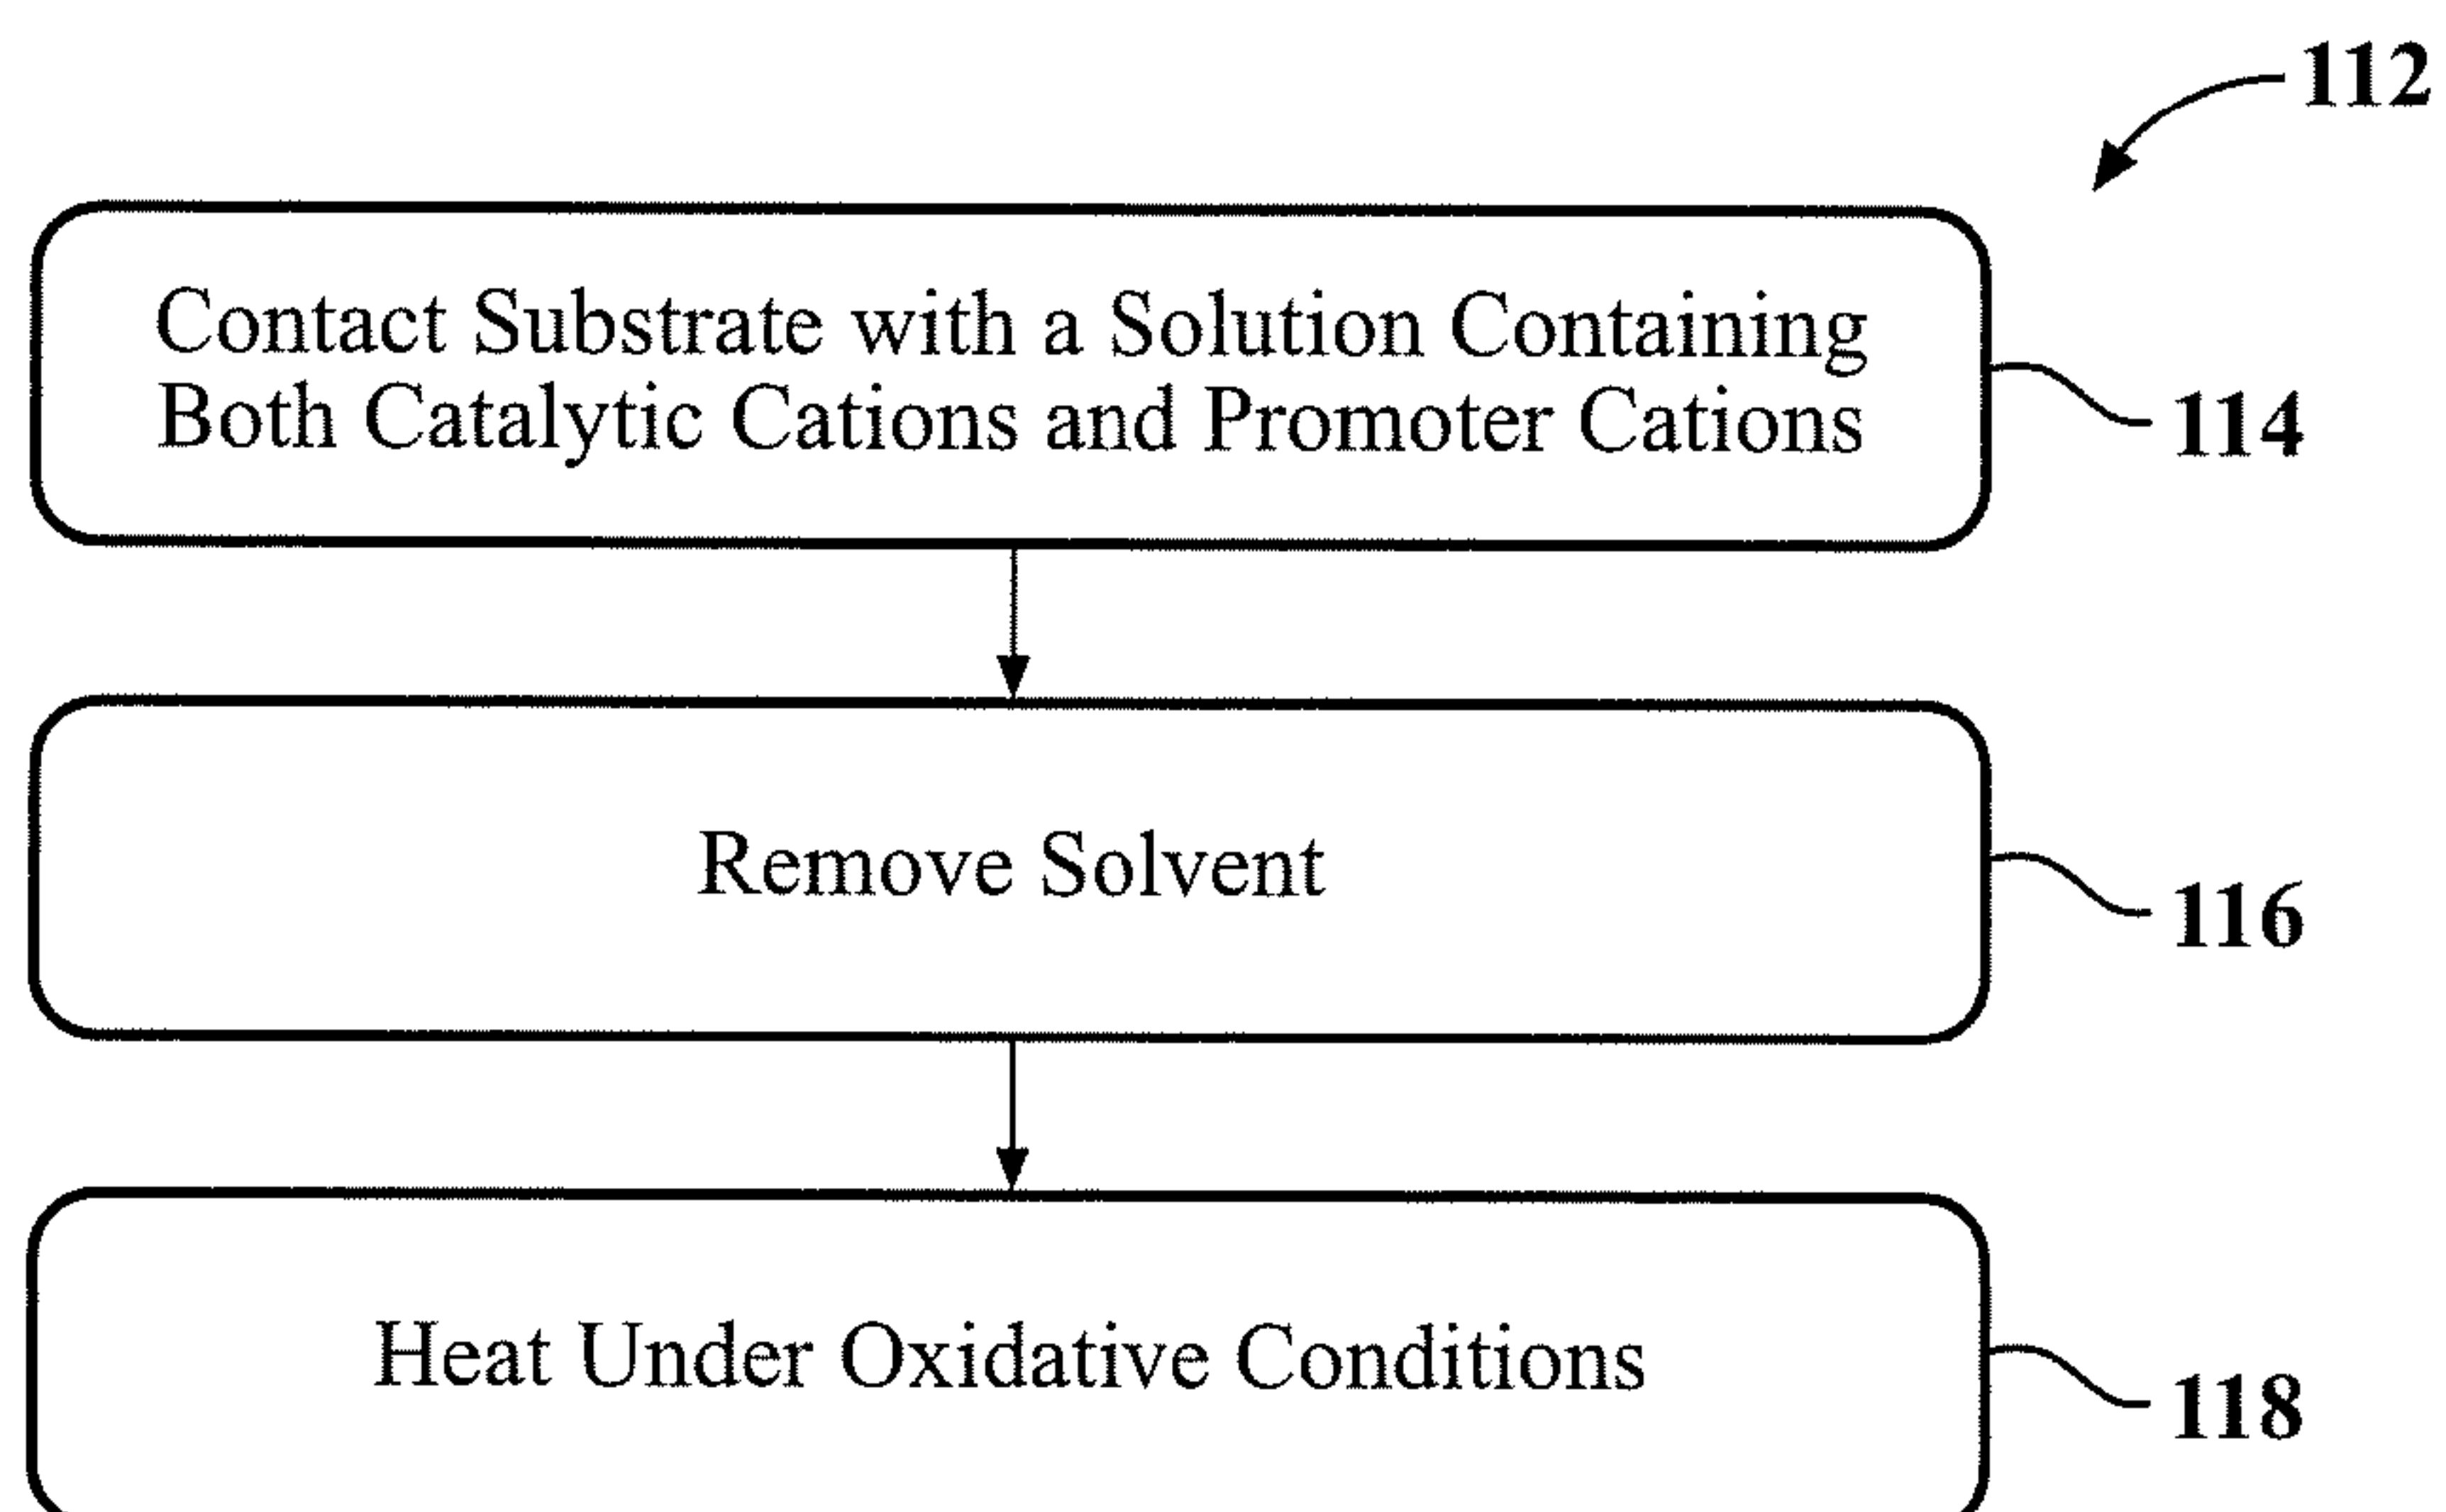 112
Contact Substrate with a Solution Containing
Both Catalytic Cations and Promoter Cations
114
Remove Solvent
116
Heat Under Oxidative Conditions
118